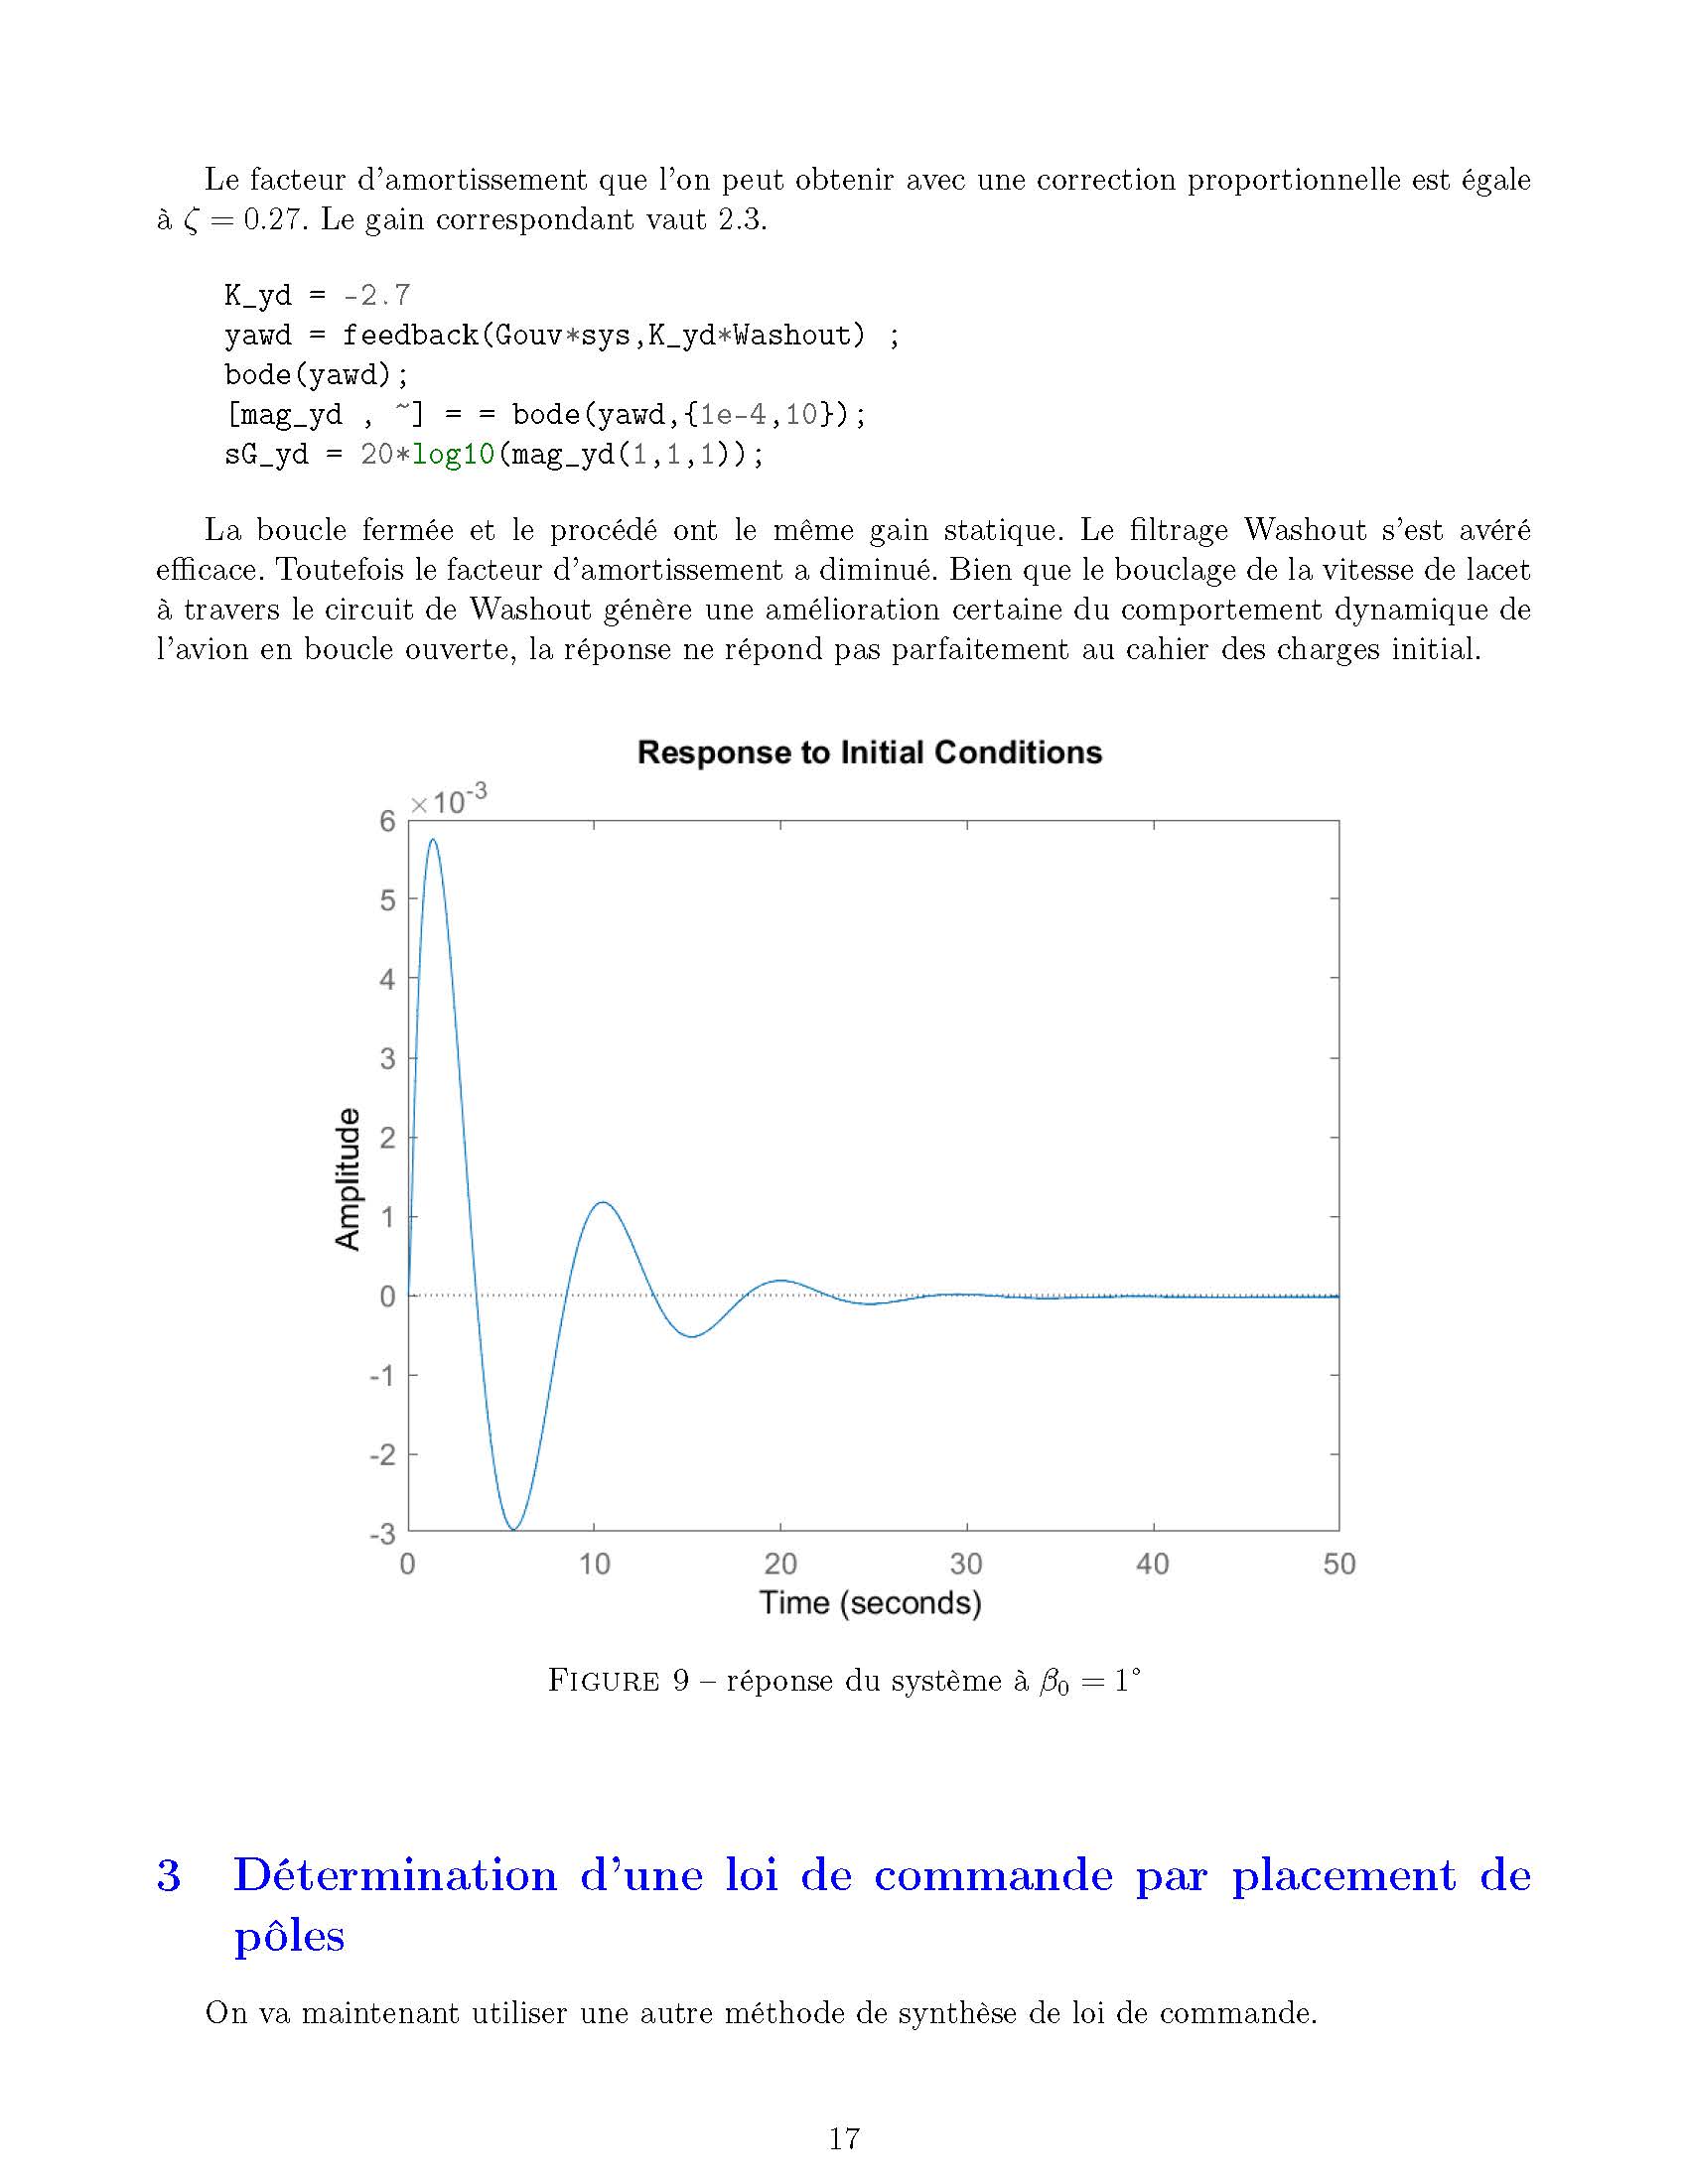 Le facteur d'amortissement que l'on peut obtenir avec une correction proportionnelle est égale
à ζ = 0.27. Le gain correspondant vaut 2.3.
K_yd = -2.7
yawd = feedback(Gouv*sys,K_yd*Washout) ;
bode(yawd);
[mag_yd , ~] = = bode(yawd,{1e-4,10});
sG_yd = 20*log10(mag_yd(1,1,1));
La boucle fermée et le procédé ont le même gain statique. Le filtrage Washout s'est avéré
efficace. Toutefois le facteur d'amortissement a diminué. Bien que le bouclage de la vitesse de lacet
à travers le circuit de Washout génère une amélioration certaine du comportement dynamique de
l'avion en boucle ouverte, la réponse ne répond pas parfaitement au cahier des charges initial.
Response to Initial Conditions
×10^-3
6
5
4
3
2
1
0
-1
-2
-3
Amplitude
0 10 20 30 40 50
Time (seconds)
FIGURE 9 – réponse du système à β₀ = 1°
3 Détermination d'une loi de commande par placement de
pôles
On va maintenant utiliser une autre méthode de synthèse de loi de commande.
17